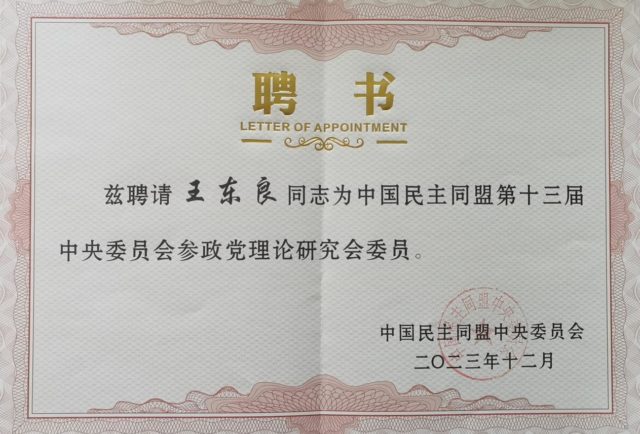 聘书
LETTER OF APPOINTMENT
兹聘请 王东良 同志为中国民主同盟第十三届
中央委员会参政党理论研究会委员。
中国民主同盟中央委员会
二〇二三年十二月